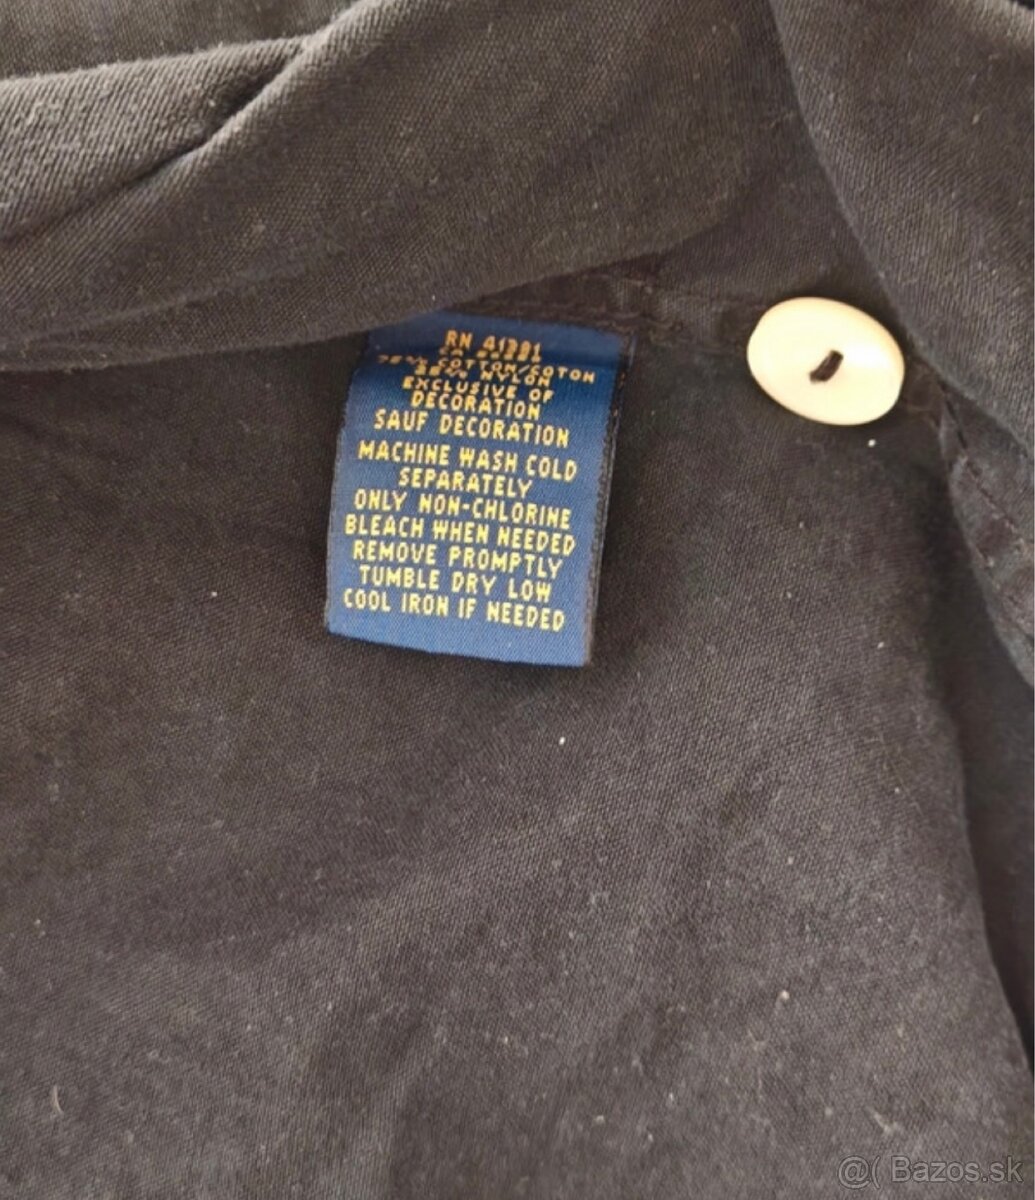 RN 41381
CA
COTTON/COTON
NYLON
EXCLUSIVE OF
DECORATION
SAUF DECORATION
MACHINE WASH COLD
SEPARATELY
ONLY NON-CHLORINE
BLEACH WHEN NEEDED
REMOVE PROMPTLY
TUMBLE DRY LOW
COOL IRON IF NEEDED
@( Bazos.sk